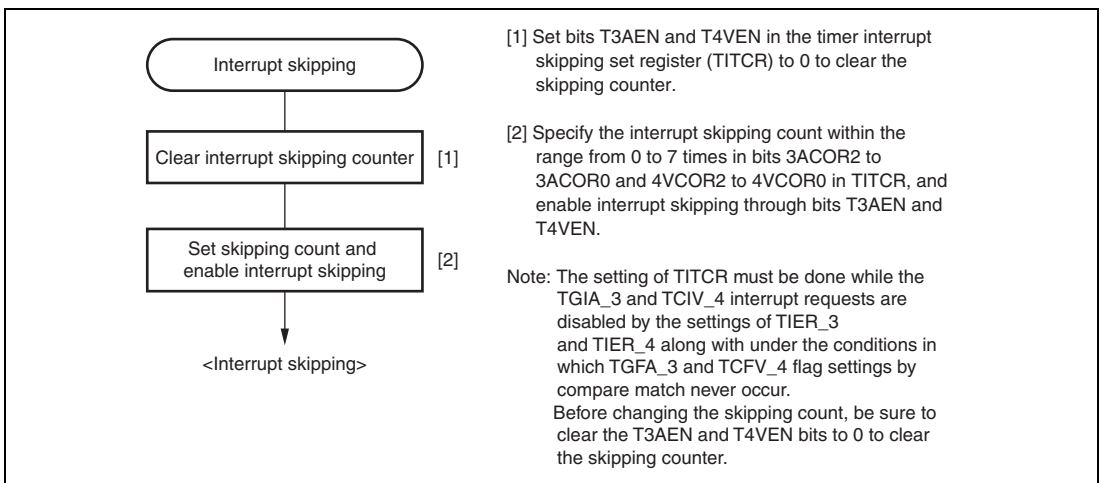 Interrupt skipping
Clear interrupt skipping counter
[1]
Set skipping count and
enable interrupt skipping
[2]
<Interrupt skipping>
[1] Set bits T3AEN and T4VEN in the timer interrupt
skipping set register (TITCR) to 0 to clear the
skipping counter.
[2] Specify the interrupt skipping count within the
range from 0 to 7 times in bits 3ACOR2 to
3ACOR0 and 4VCOR2 to 4VCOR0 in TITCR, and
enable interrupt skipping through bits T3AEN and
T4VEN.
Note: The setting of TITCR must be done while the
TGIA_3 and TCIV_4 interrupt requests are
disabled by the settings of TIER_3
and TIER_4 along with under the conditions in
which TGFA_3 and TCFV_4 flag settings by
compare match never occur.
Before changing the skipping count, be sure to
clear the T3AEN and T4VEN bits to 0 to clear
the skipping counter.